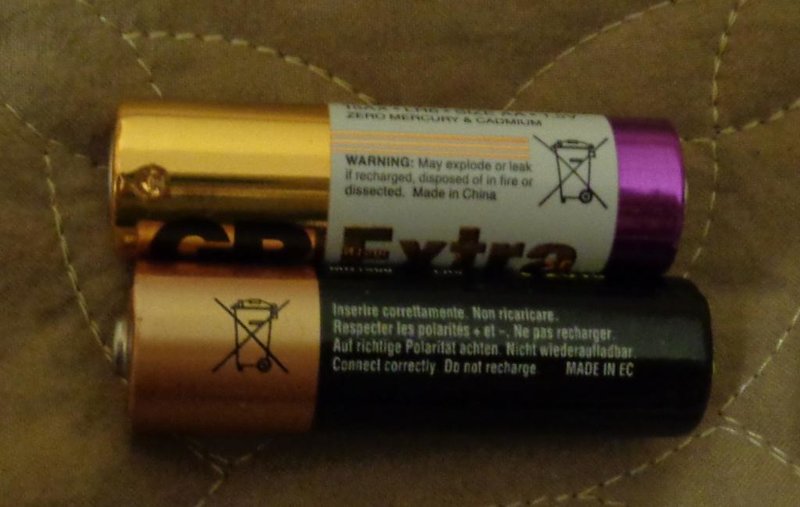 ZERO MERCURY & CADMIUM
WARNING: May explode or leak
if recharged, disposed of in fire or
dissected. Made in China
GP Extra
Inserire correttamente. Non ricaricare.
Respecter les polarités + et -. Ne pas recharger.
Auf richtige Polarität achten. Nicht wiederaufladbar.
Connect correctly. Do not recharge MADE IN EC